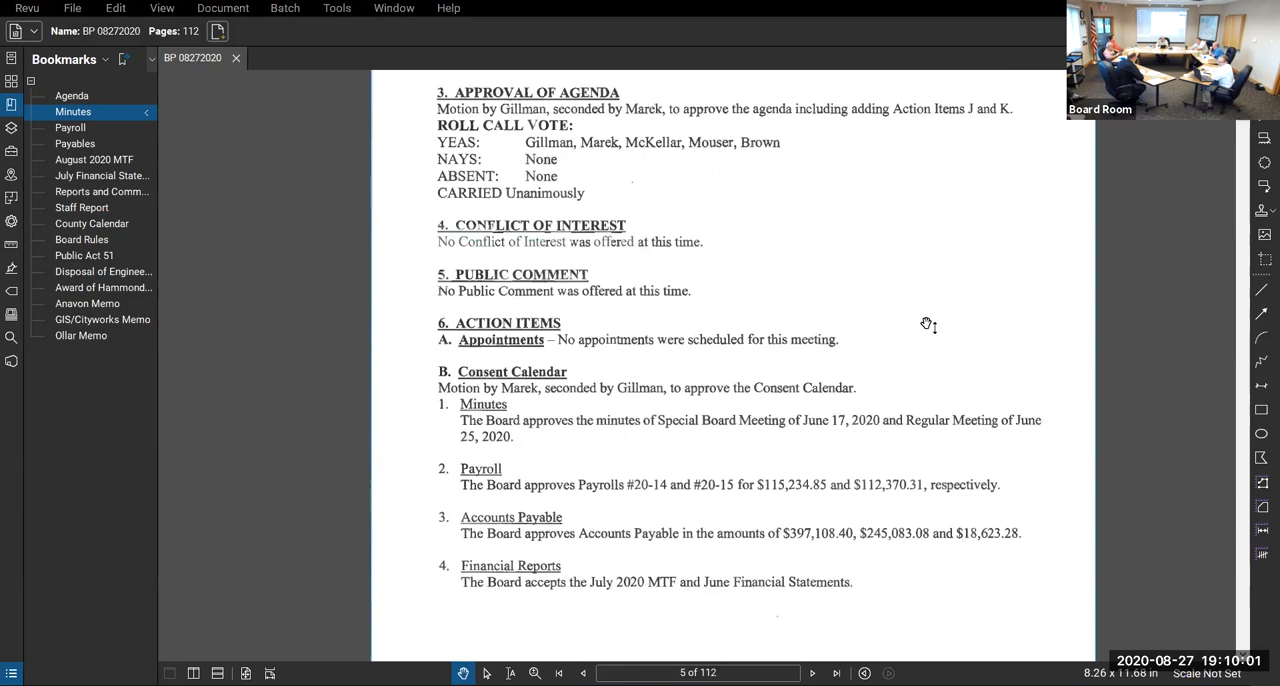 Revu File Edit View Document Batch Tools Window Help
Name: BP 08272020 Pages: 112
Bookmarks
BP 08272020
Agenda
Minutes
Payroll
Payables
August 2020 MTF
July Financial State...
Reports and Comm...
Staff Report
County Calendar
Board Rules
Public Act 51
Disposal of Enginee...
Award of Hammond...
Anavon Memo
GIS/Cityworks Memo
Ollar Memo
3. APPROVAL OF AGENDA
Motion by Gillman, seconded by Marek, to approve the agenda including adding Action Items J and K.
ROLL CALL VOTE:
YEAS: Gillman, Marek, McKellar, Mouser, Brown
NAYS: None
ABSENT: None
CARRIED Unanimously
4. CONFLICT OF INTEREST
No Conflict of Interest was offered at this time.
5. PUBLIC COMMENT
No Public Comment was offered at this time.
6. ACTION ITEMS
A. Appointments – No appointments were scheduled for this meeting.
B. Consent Calendar
Motion by Marek, seconded by Gillman, to approve the Consent Calendar.
1. Minutes
The Board approves the minutes of Special Board Meeting of June 17, 2020 and Regular Meeting of June
25, 2020.
2. Payroll
The Board approves Payrolls #20-14 and #20-15 for $115,234.85 and $112,370.31, respectively.
3. Accounts Payable
The Board approves Accounts Payable in the amounts of $397,108.40, $245,083.08 and $18,623.28.
4. Financial Reports
The Board accepts the July 2020 MTF and June Financial Statements.
Board Room
5 of 112
2020-08-27 19:10:01
8.26 x 11.68 in Scale Not Set